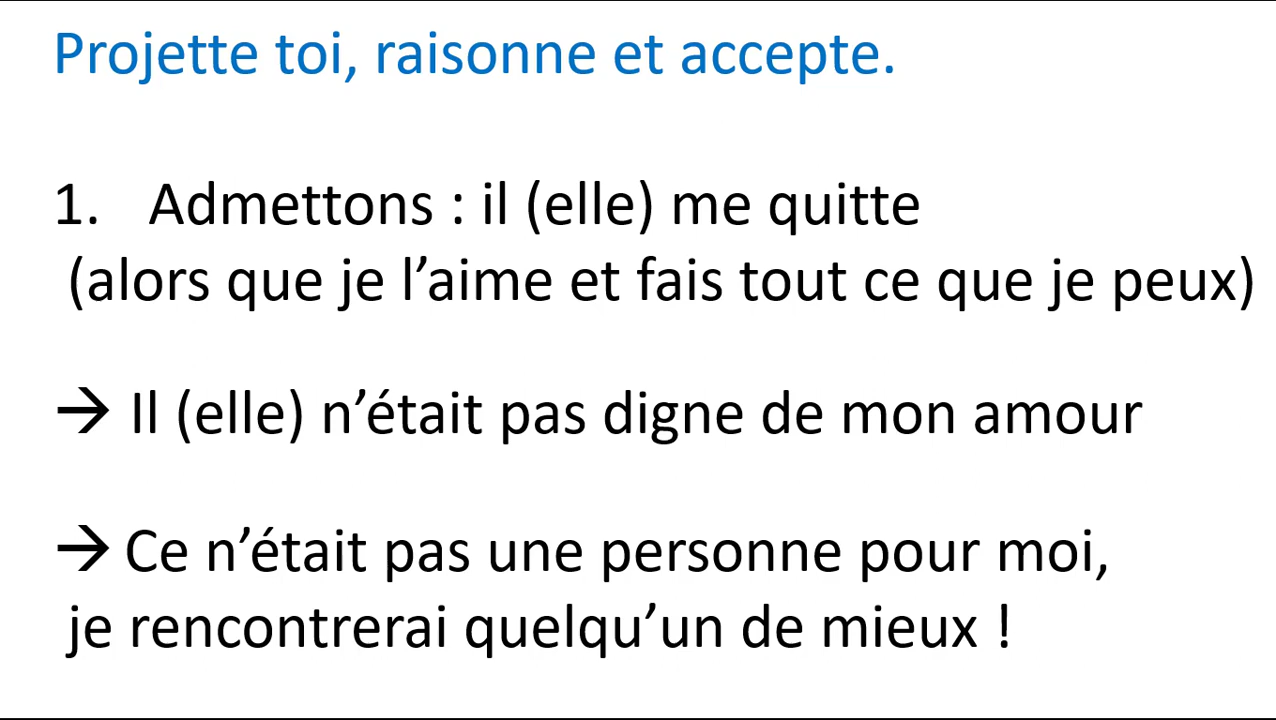 Projette toi, raisonne et accepte.
1. Admettons : il (elle) me quitte
(alors que je l’aime et fais tout ce que je peux)
→ Il (elle) n’était pas digne de mon amour
→ Ce n’était pas une personne pour moi,
je rencontrerai quelqu’un de mieux !